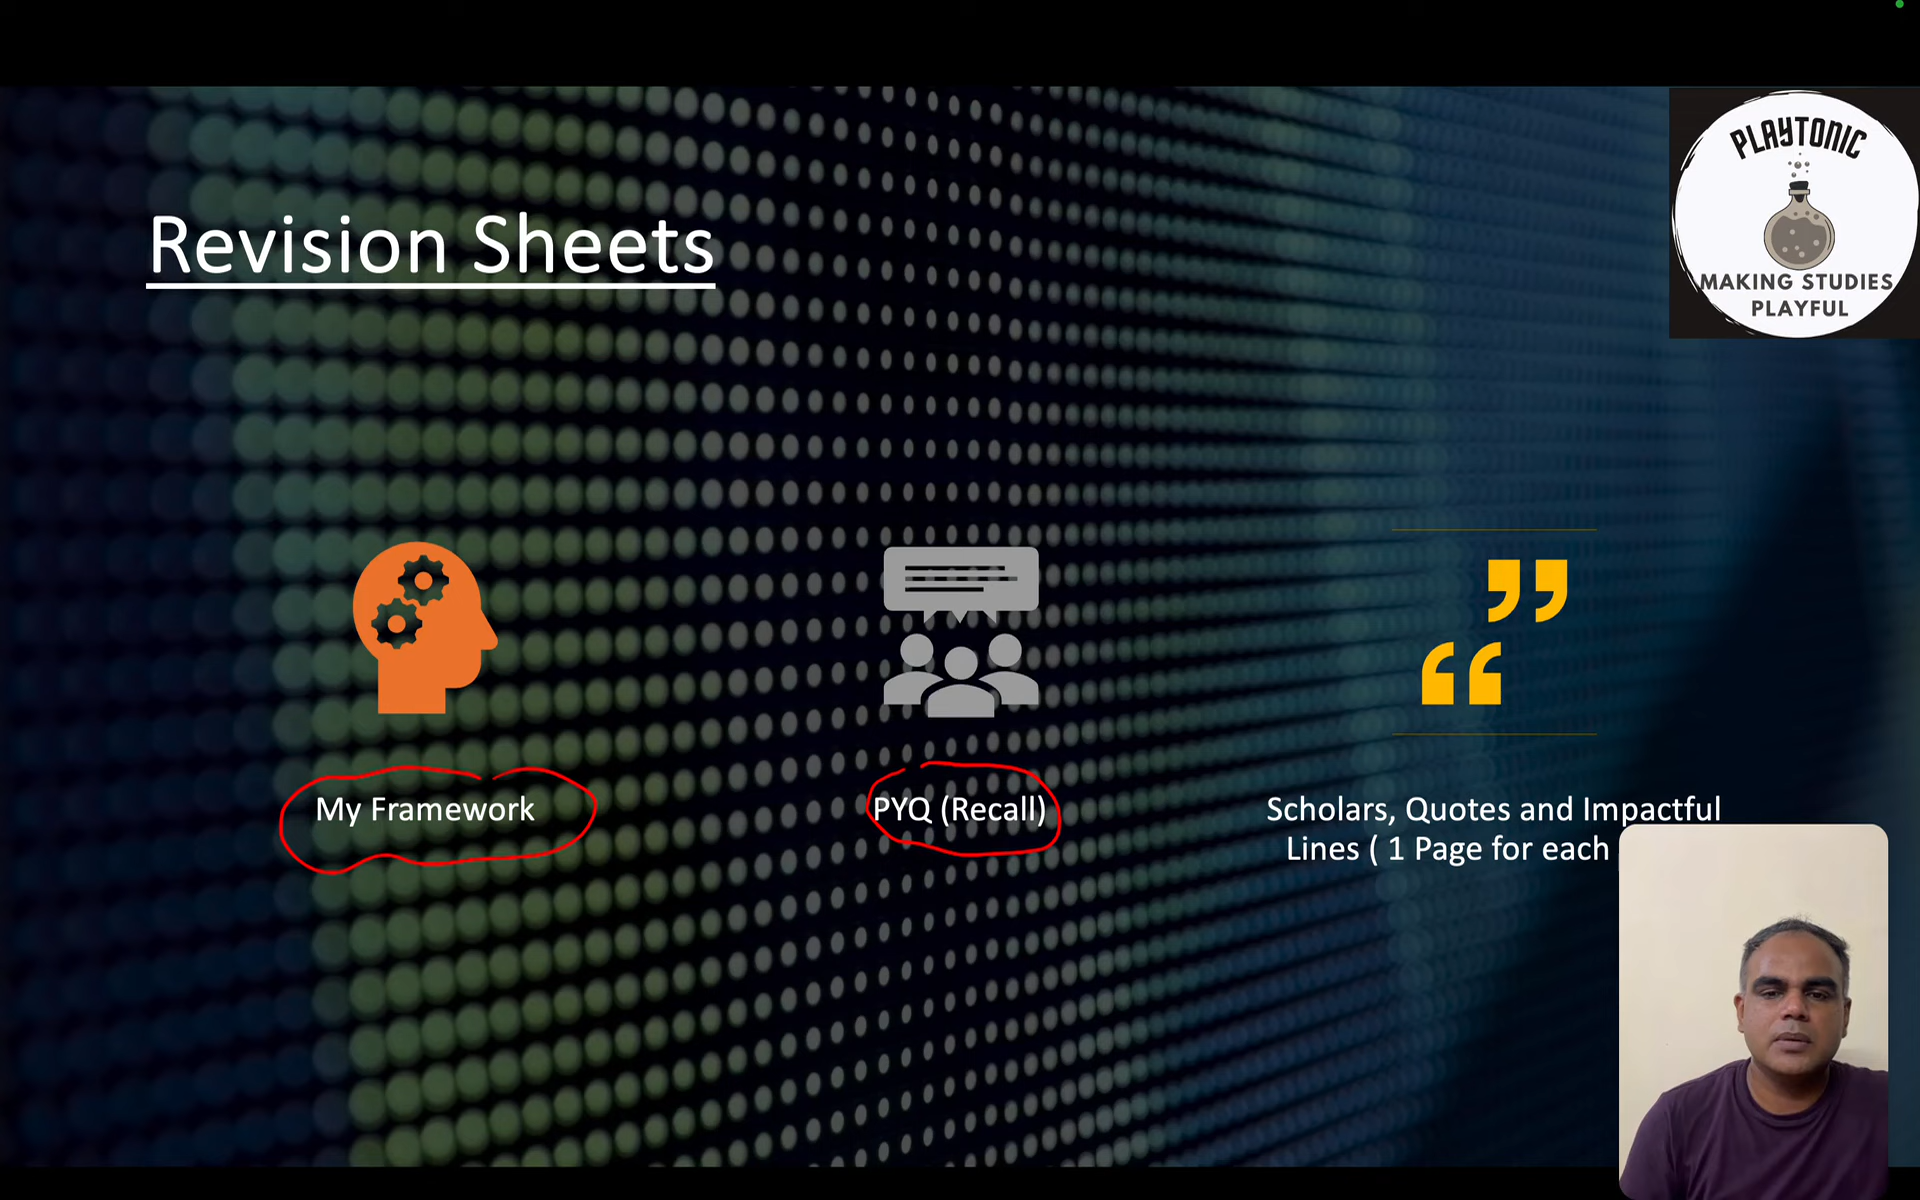 PLAYTONIC
MAKING STUDIES
PLAYFUL
Revision Sheets
My Framework
PYQ (Recall)
Scholars, Quotes and Impactful
Lines ( 1 Page for each